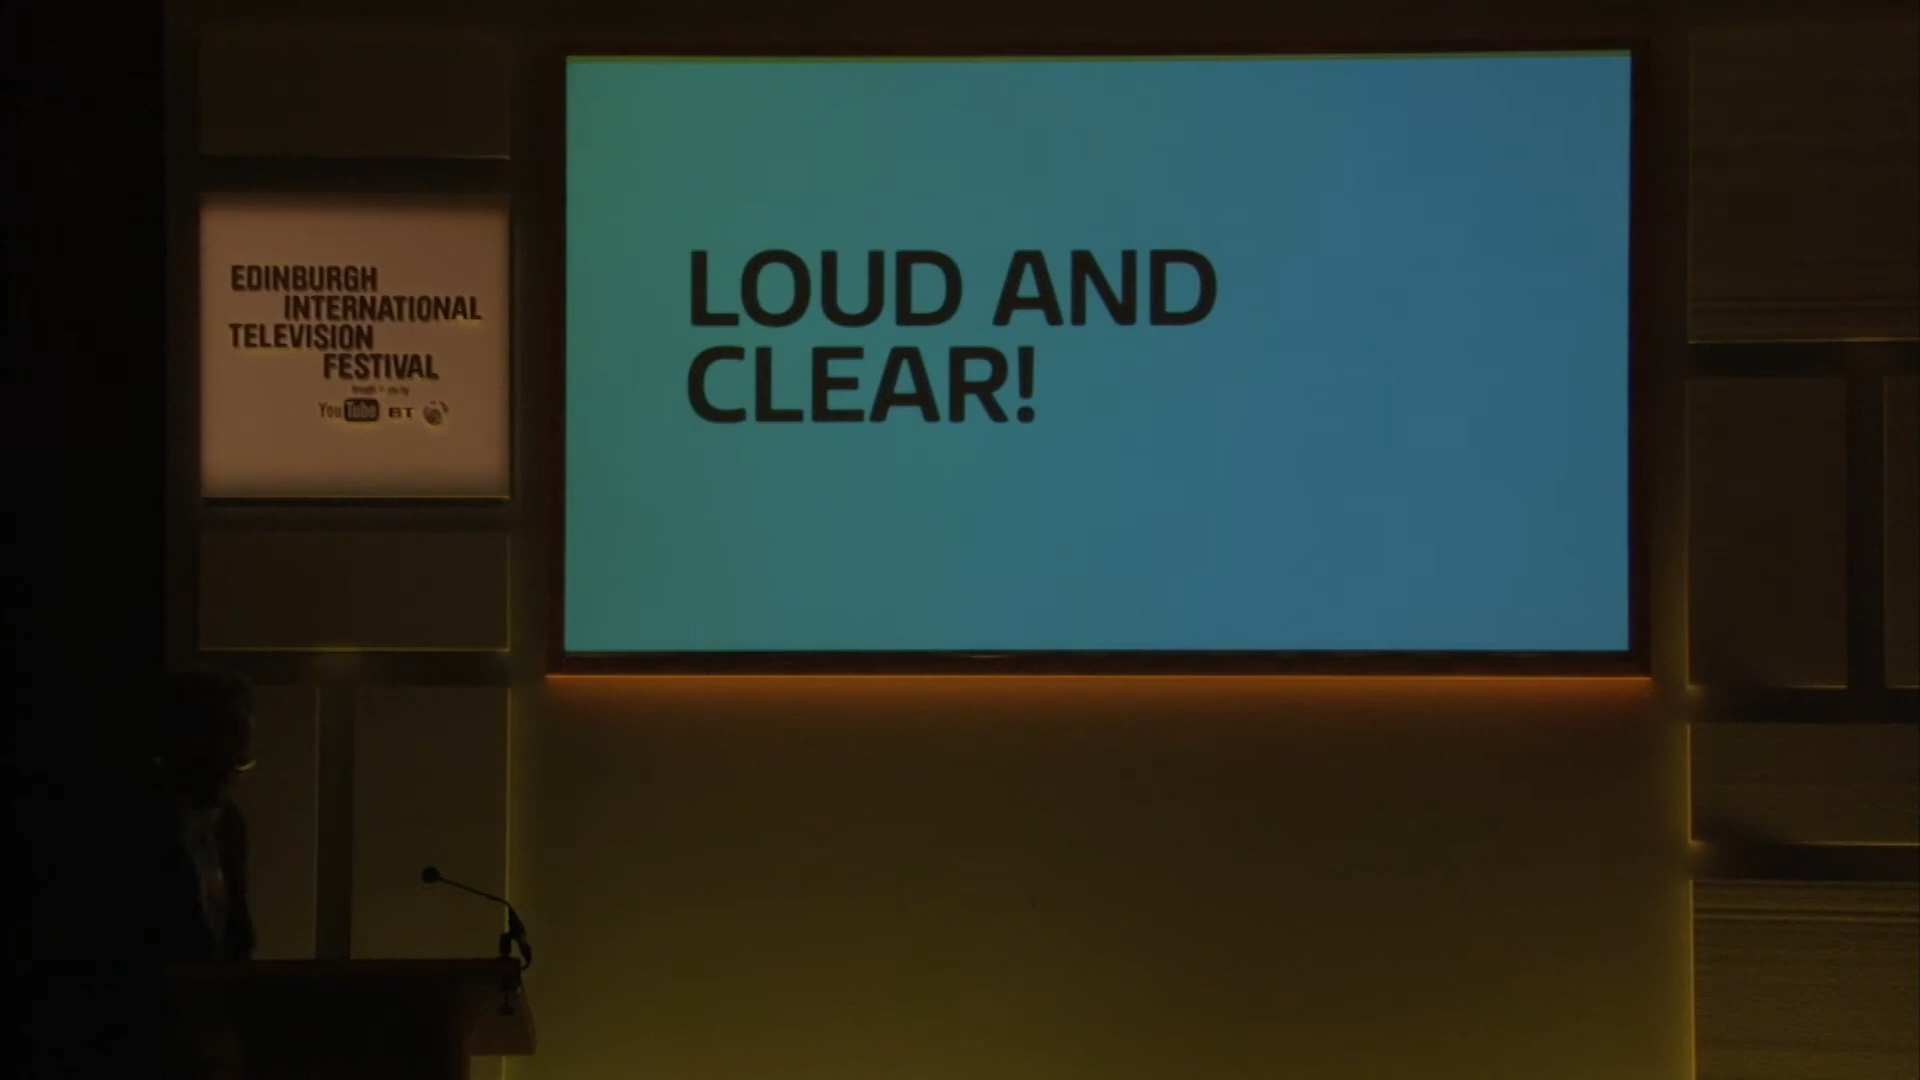 EDINBURGH
INTERNATIONAL
TELEVISION
FESTIVAL
YouTube BT
LOUD AND
CLEAR!